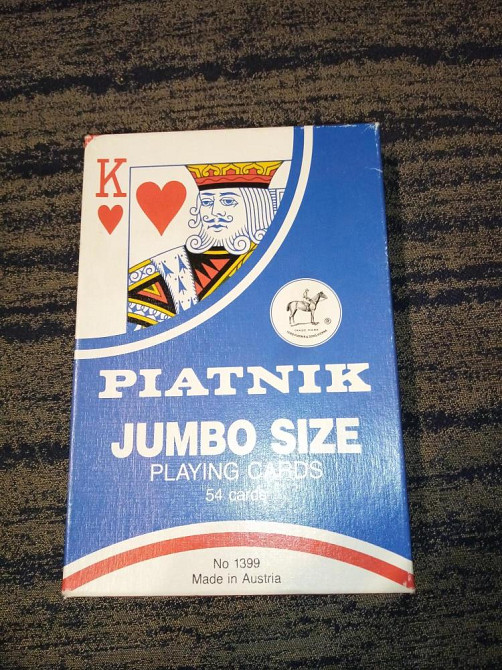 K
PIATNIK
JUMBO SIZE
PLAYING CARDS
54 cards
No 1399
Made in Austria